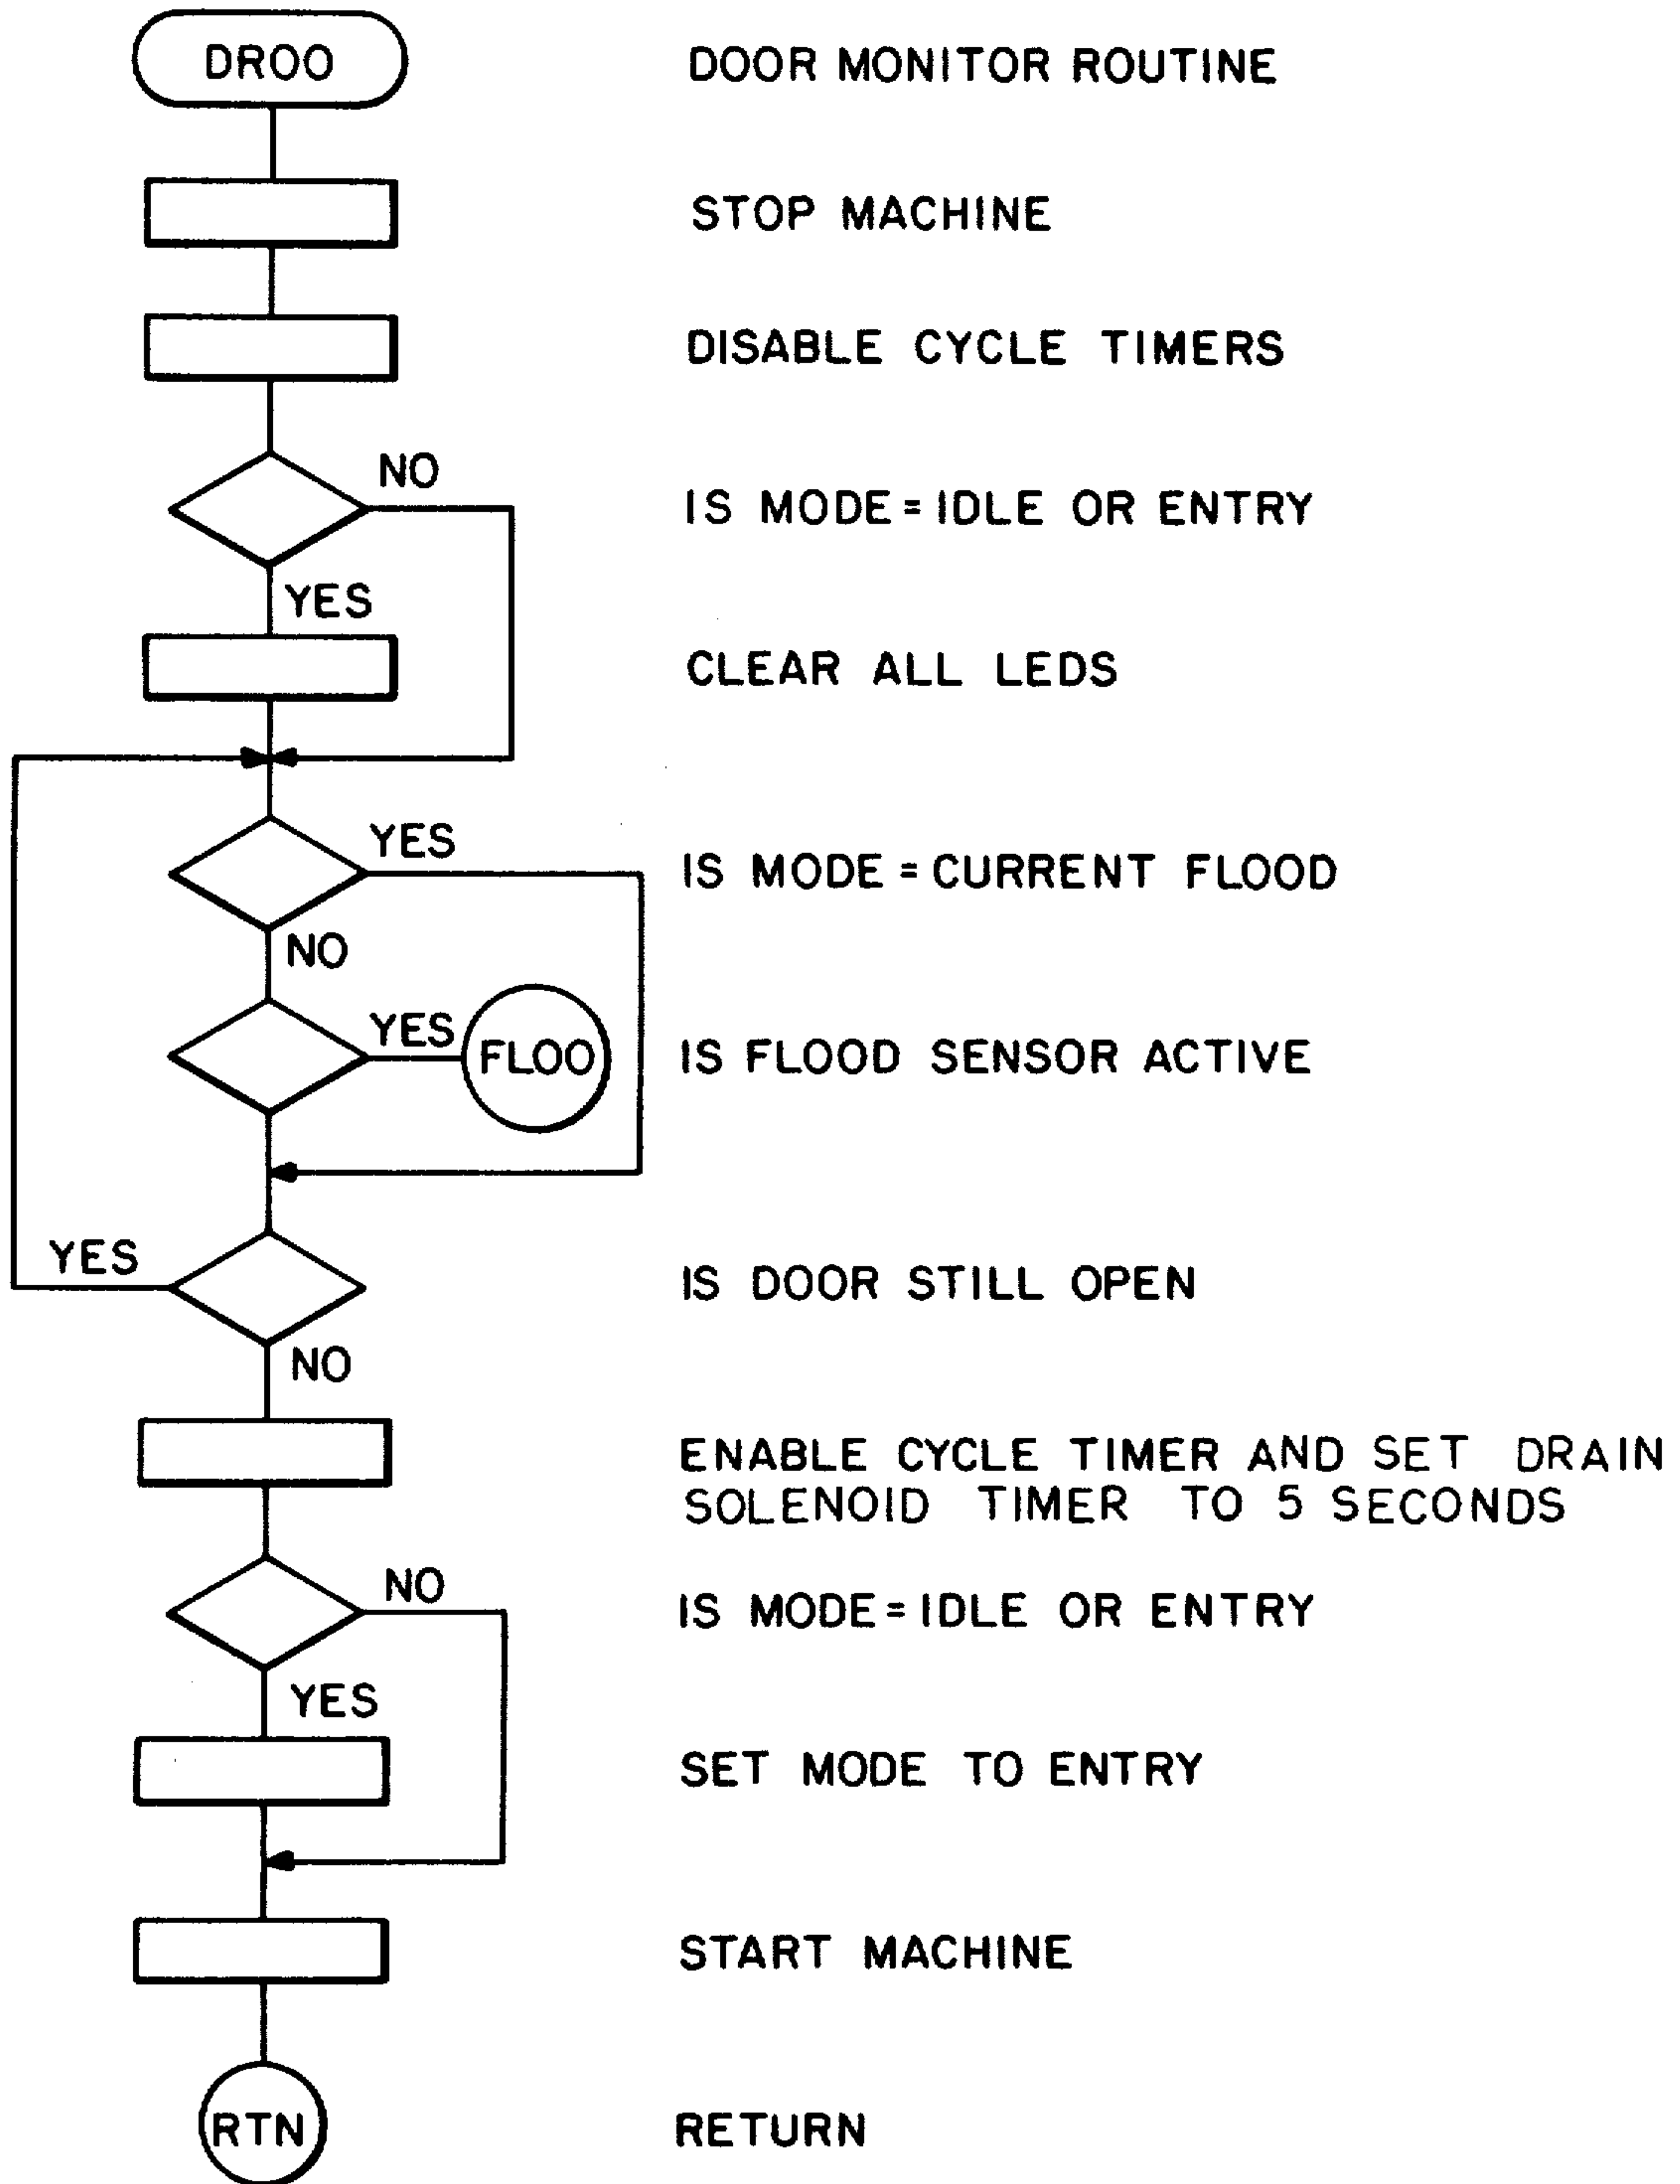 DROO
DOOR MONITOR ROUTINE
STOP MACHINE
DISABLE CYCLE TIMERS
NO
IS MODE = IDLE OR ENTRY
YES
CLEAR ALL LEDS
YES
IS MODE = CURRENT FLOOD
NO
YES
FLOO
IS FLOOD SENSOR ACTIVE
YES
IS DOOR STILL OPEN
NO
ENABLE CYCLE TIMER AND SET DRAIN
SOLENOID TIMER TO 5 SECONDS
NO
IS MODE = IDLE OR ENTRY
YES
SET MODE TO ENTRY
START MACHINE
RTN
RETURN